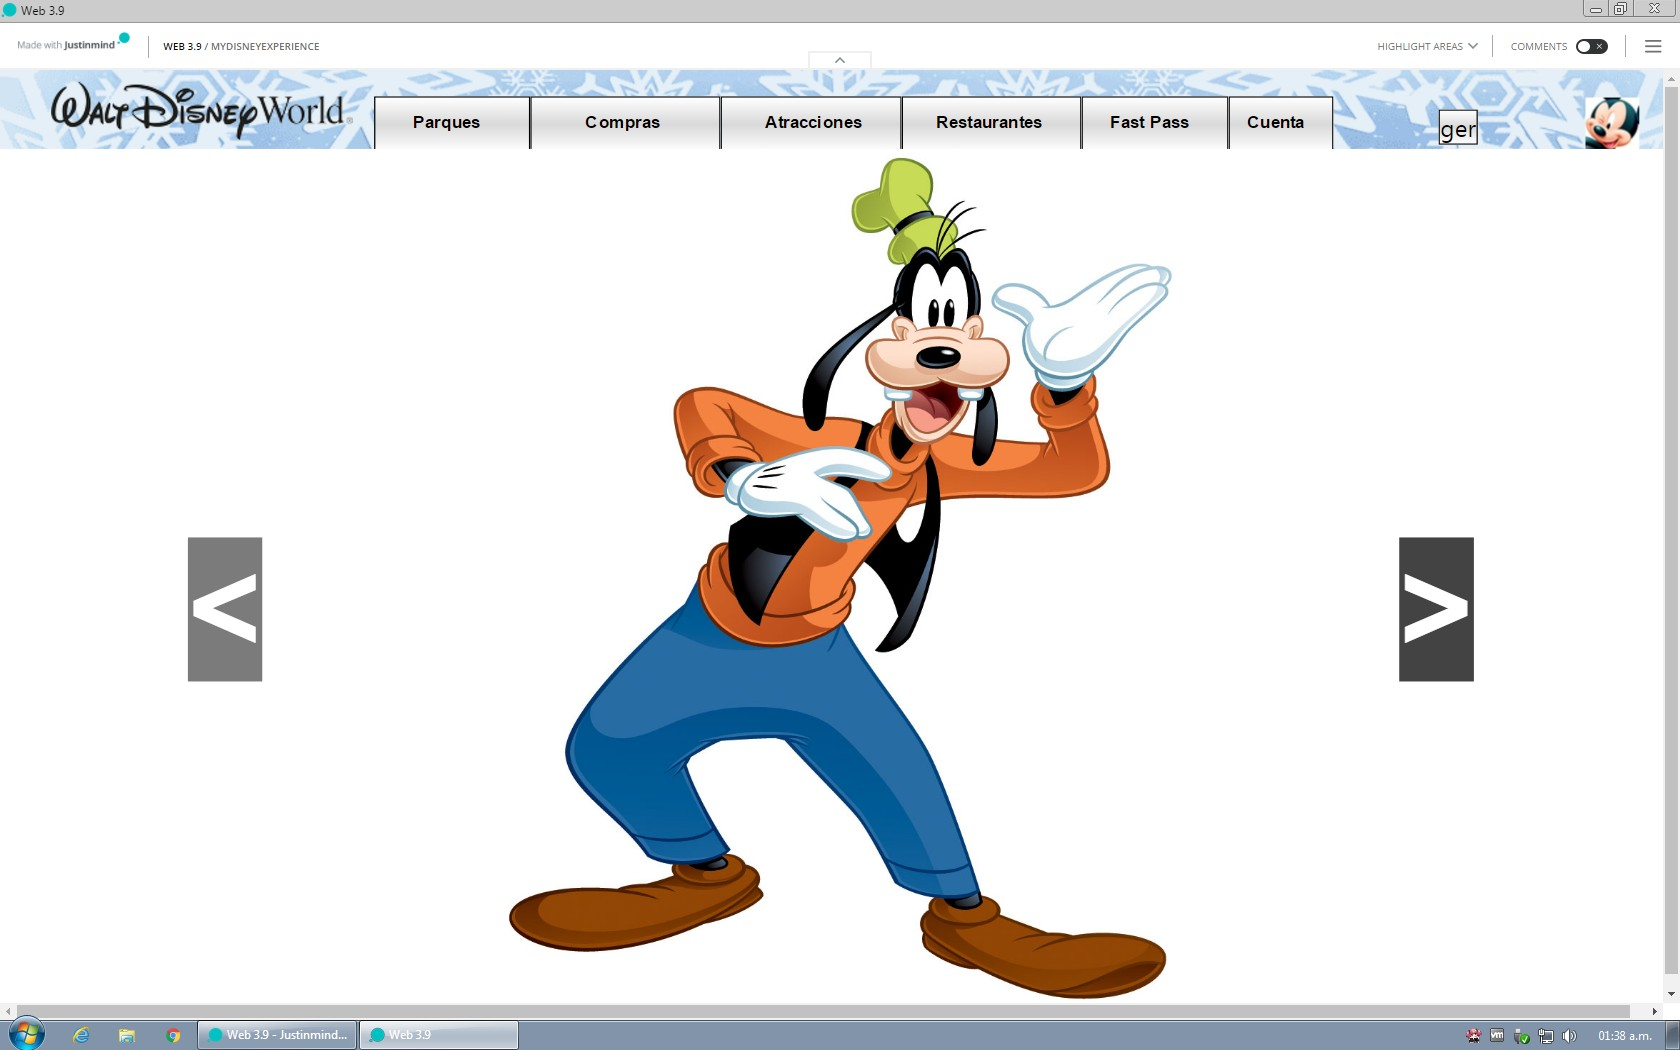 Web 3.9
Made with Justinmind
WEB 3.9 / MYDISNEYEXPERIENCE
HIGHLIGHT AREAS
COMMENTS
Walt Disney World
Parques
Compras
Atracciones
Restaurantes
Fast Pass
Cuenta
ger
<
>
Web 3.9 - Justinmind...
Web 3.9
vm
01:38 a.m.